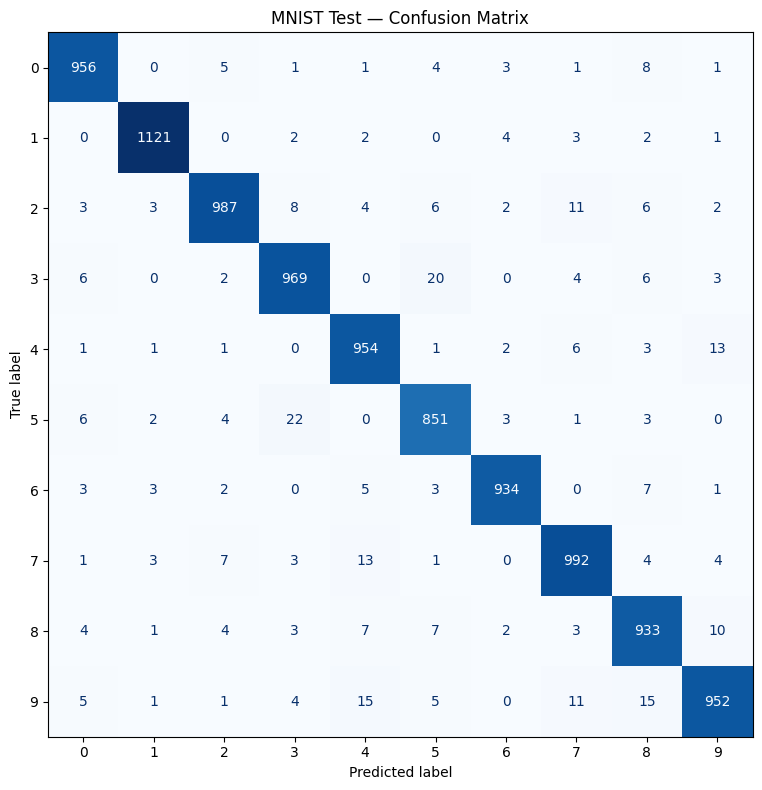 MNIST Test — Confusion Matrix
0 956 0 5 1 1 4 3 1 8 1
1 0 1121 0 2 2 0 4 3 2 1
2 3 3 987 8 4 6 2 11 6 2
3 6 0 2 969 0 20 0 4 6 3
4 1 1 1 0 954 1 2 6 3 13
True label
5 6 2 4 22 0 851 3 1 3 0
6 3 3 2 0 5 3 934 0 7 1
7 1 3 7 3 13 1 0 992 4 4
8 4 1 4 3 7 7 2 3 933 10
9 5 1 1 4 15 5 0 11 15 952
0 1 2 3 4 5 6 7 8 9
Predicted label